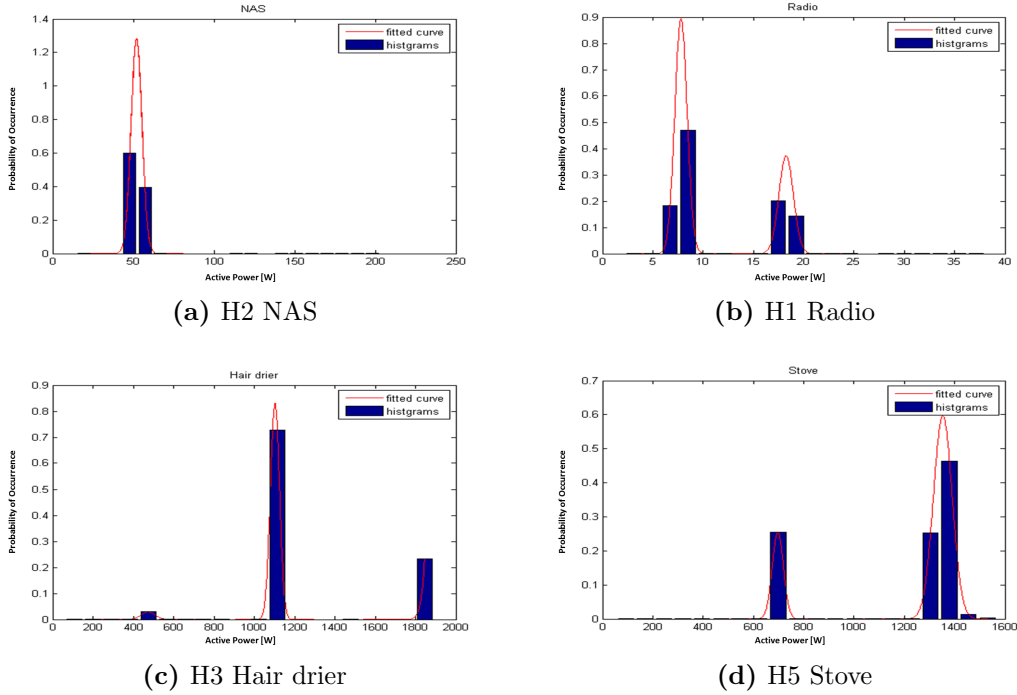 NAS
1.4
1.2
1
0.8
0.6
0.4
0.2
0
0 50 100 150 200 250
Probability of Occurrence
Active Power [W]
fitted curve
histgrams
(a) H2 NAS
Radio
0.9
0.8
0.7
0.6
0.5
0.4
0.3
0.2
0.1
0
0 5 10 15 20 25 30 35 40
Probability of Occurrence
Active Power [W]
fitted curve
histgrams
(b) H1 Radio
Hair drier
0.9
0.8
0.7
0.6
0.5
0.4
0.3
0.2
0.1
0
0 200 400 600 800 1000 1200 1400 1600 1800 2000
Probability of Occurrence
Active Power [W]
fitted curve
histgrams
(c) H3 Hair drier
Stove
0.7
0.6
0.5
0.4
0.3
0.2
0.1
0
0 200 400 600 800 1000 1200 1400 1600
Probability of Occurrence
Active Power [W]
fitted curve
histgrams
(d) H5 Stove